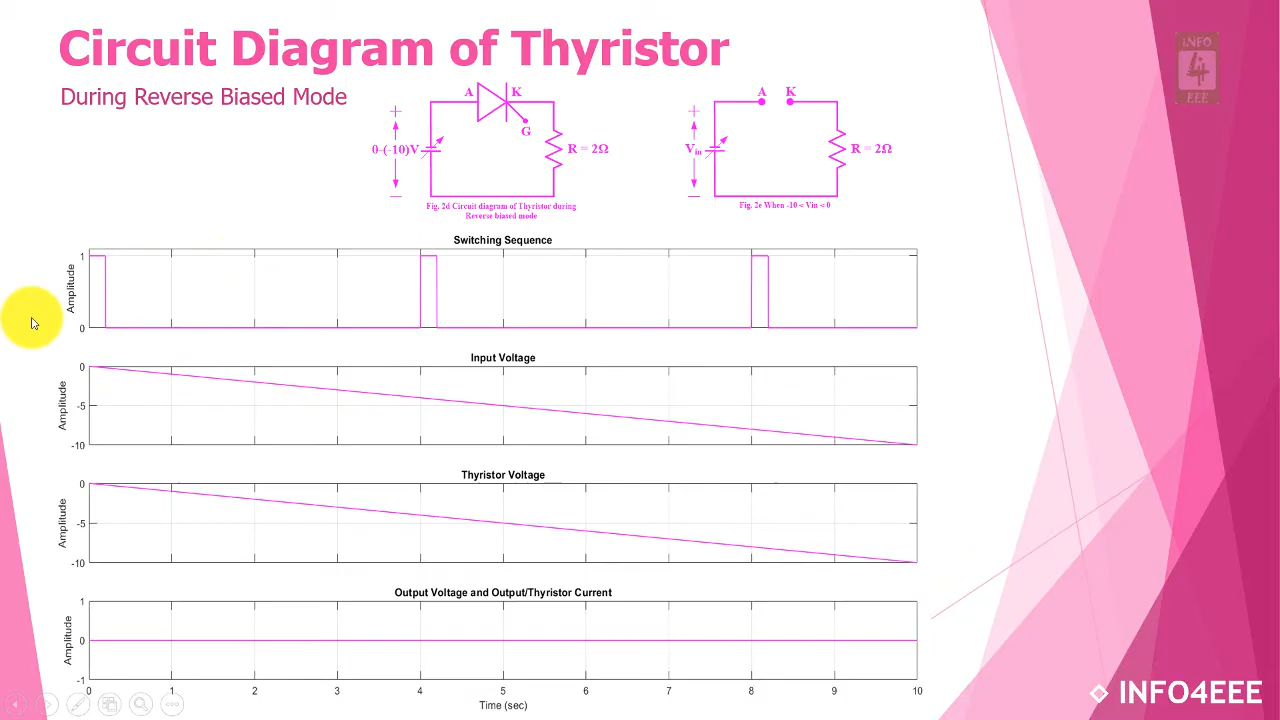 Circuit Diagram of Thyristor
During Reverse Biased Mode
INFO
4
EEE
A K
G
+
0-(-10)V
R = 2Ω
−
Fig. 2d Circuit diagram of Thyristor during
Reverse biased mode
A K
+
Vin
R = 2Ω
−
Fig. 2e When -10 < Vin < 0
Switching Sequence
Amplitude
1
0
Input Voltage
Amplitude
0
-5
-10
Thyristor Voltage
Amplitude
0
-5
-10
Output Voltage and Output/Thyristor Current
Amplitude
1
0
-1
0 1 2 3 4 5 6 7 8 9 10
Time (sec)
INFO4EEE